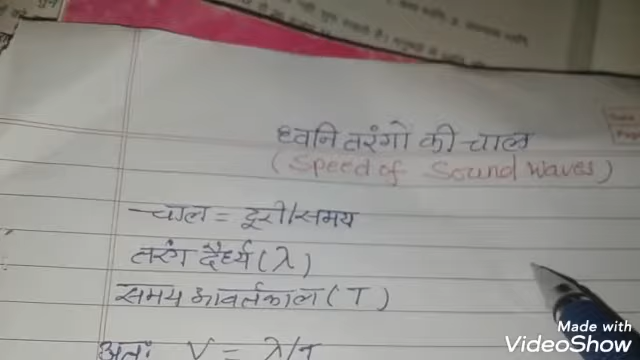 ध्वनि तरंगो की चाल
(Speed of Sound Waves)
चाल = दूरी/समय
तरंग दैर्ध्य (λ)
समय आवर्तकाल (T)
अतः V = λ/T
Made with
VideoShow